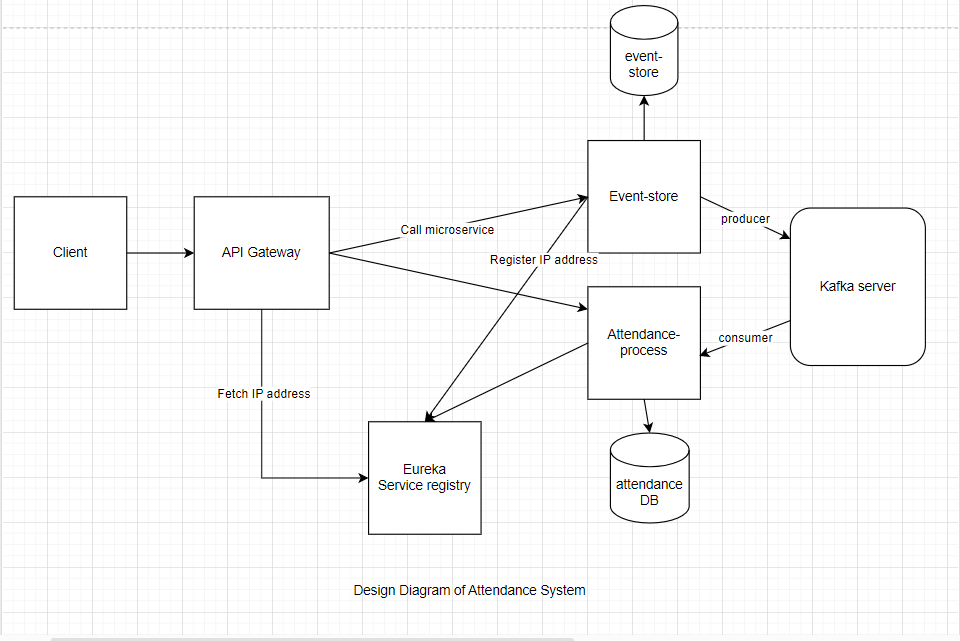 event-
store
Event-store
producer
Client
API Gateway
Call microservice
Register IP address
Kafka server
Attendance-
process
consumer
Fetch IP address
Eureka
Service registry
attendance
DB
Design Diagram of Attendance System